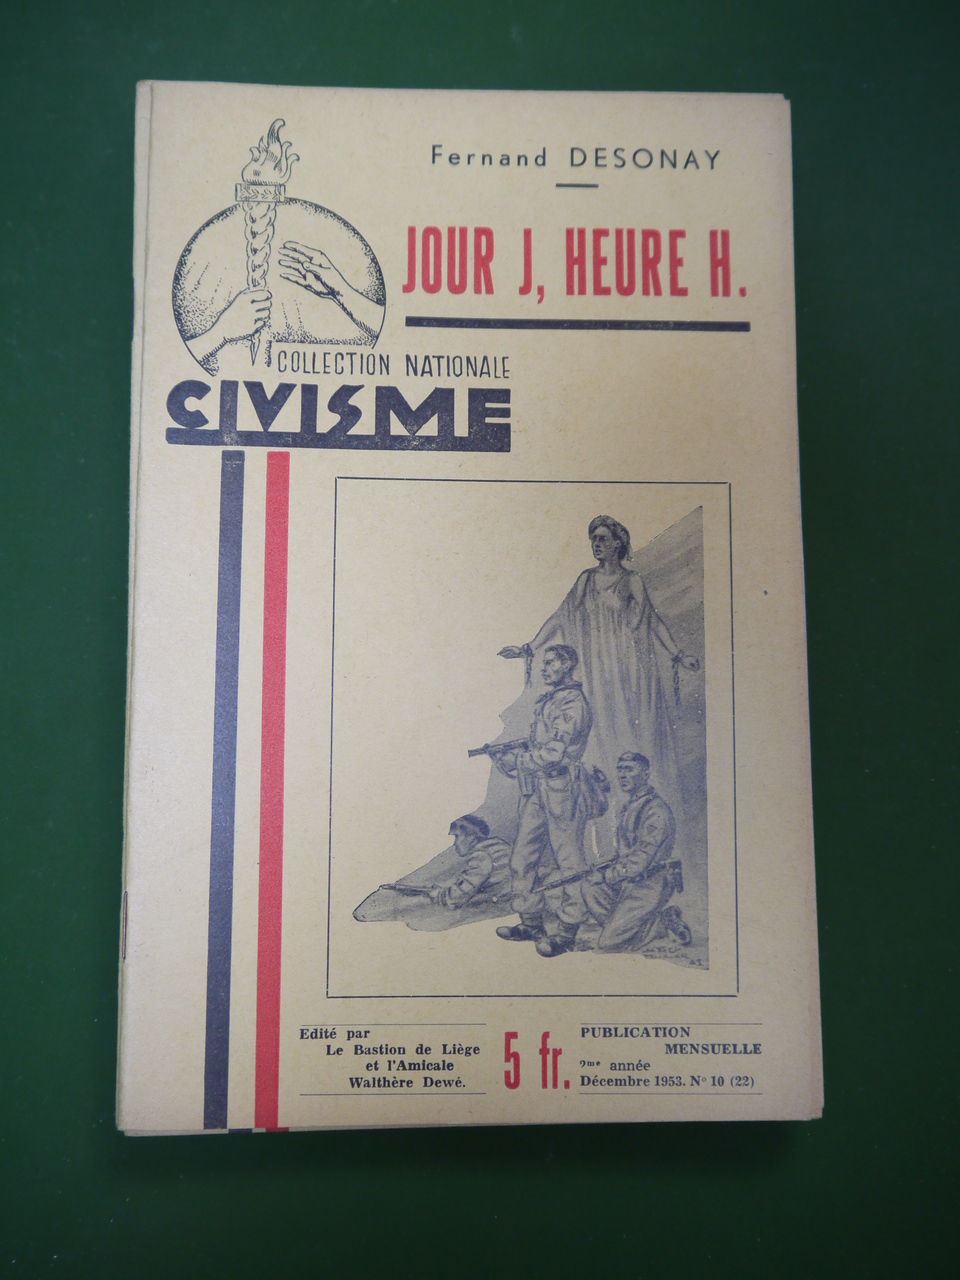 Fernand DESONAY
JOUR J, HEURE H.
COLLECTION NATIONALE
CIVISME
Edité par
Le Bastion de Liège
et l'Amicale
Walthère Dewé.
5 fr.
PUBLICATION
MENSUELLE
2me année
Décembre 1953. N° 10 (22)